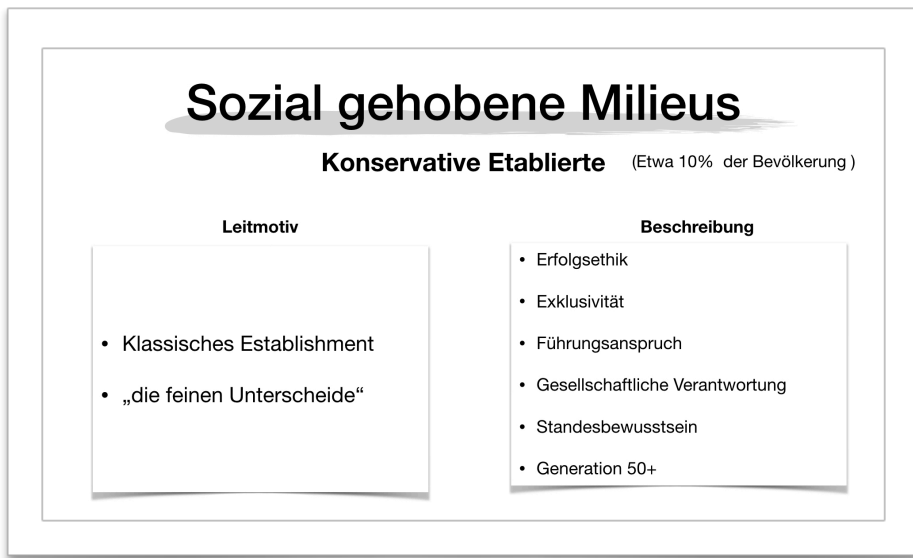 Sozial gehobene Milieus
Konservative Etablierte (Etwa 10% der Bevölkerung )
Leitmotiv
• Klassisches Establishment
• „die feinen Unterscheide“
Beschreibung
• Erfolgsethik
• Exklusivität
• Führungsanspruch
• Gesellschaftliche Verantwortung
• Standesbewusstsein
• Generation 50+